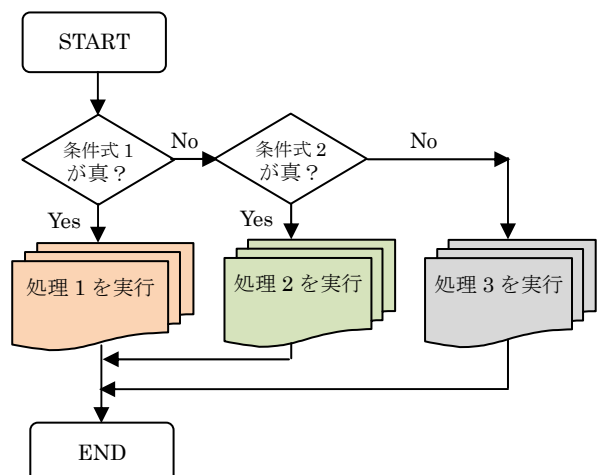 START
条件式 1
が真?
No
条件式 2
が真?
No
Yes
Yes
処理 1 を実行
処理 2 を実行
処理 3 を実行
END